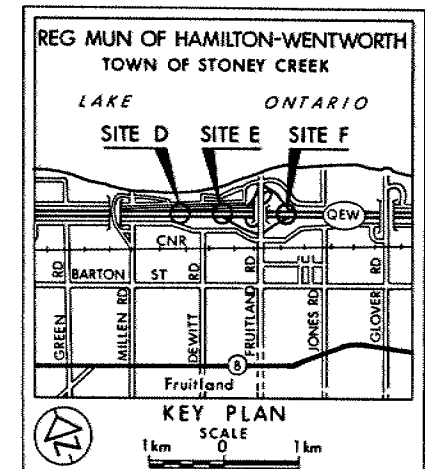 REG MUN OF HAMILTON-WENTWORTH
TOWN OF STONEY CREEK
LAKE ONTARIO
SITE D SITE E SITE F
QEW
CNR
BARTON ST
GREEN RD
MILLEN RD
DEWITT RD
FRUITLAND RD
JONES RD
GLOVER RD
8
Fruitland
KEY PLAN
SCALE
1km 0 1km
N